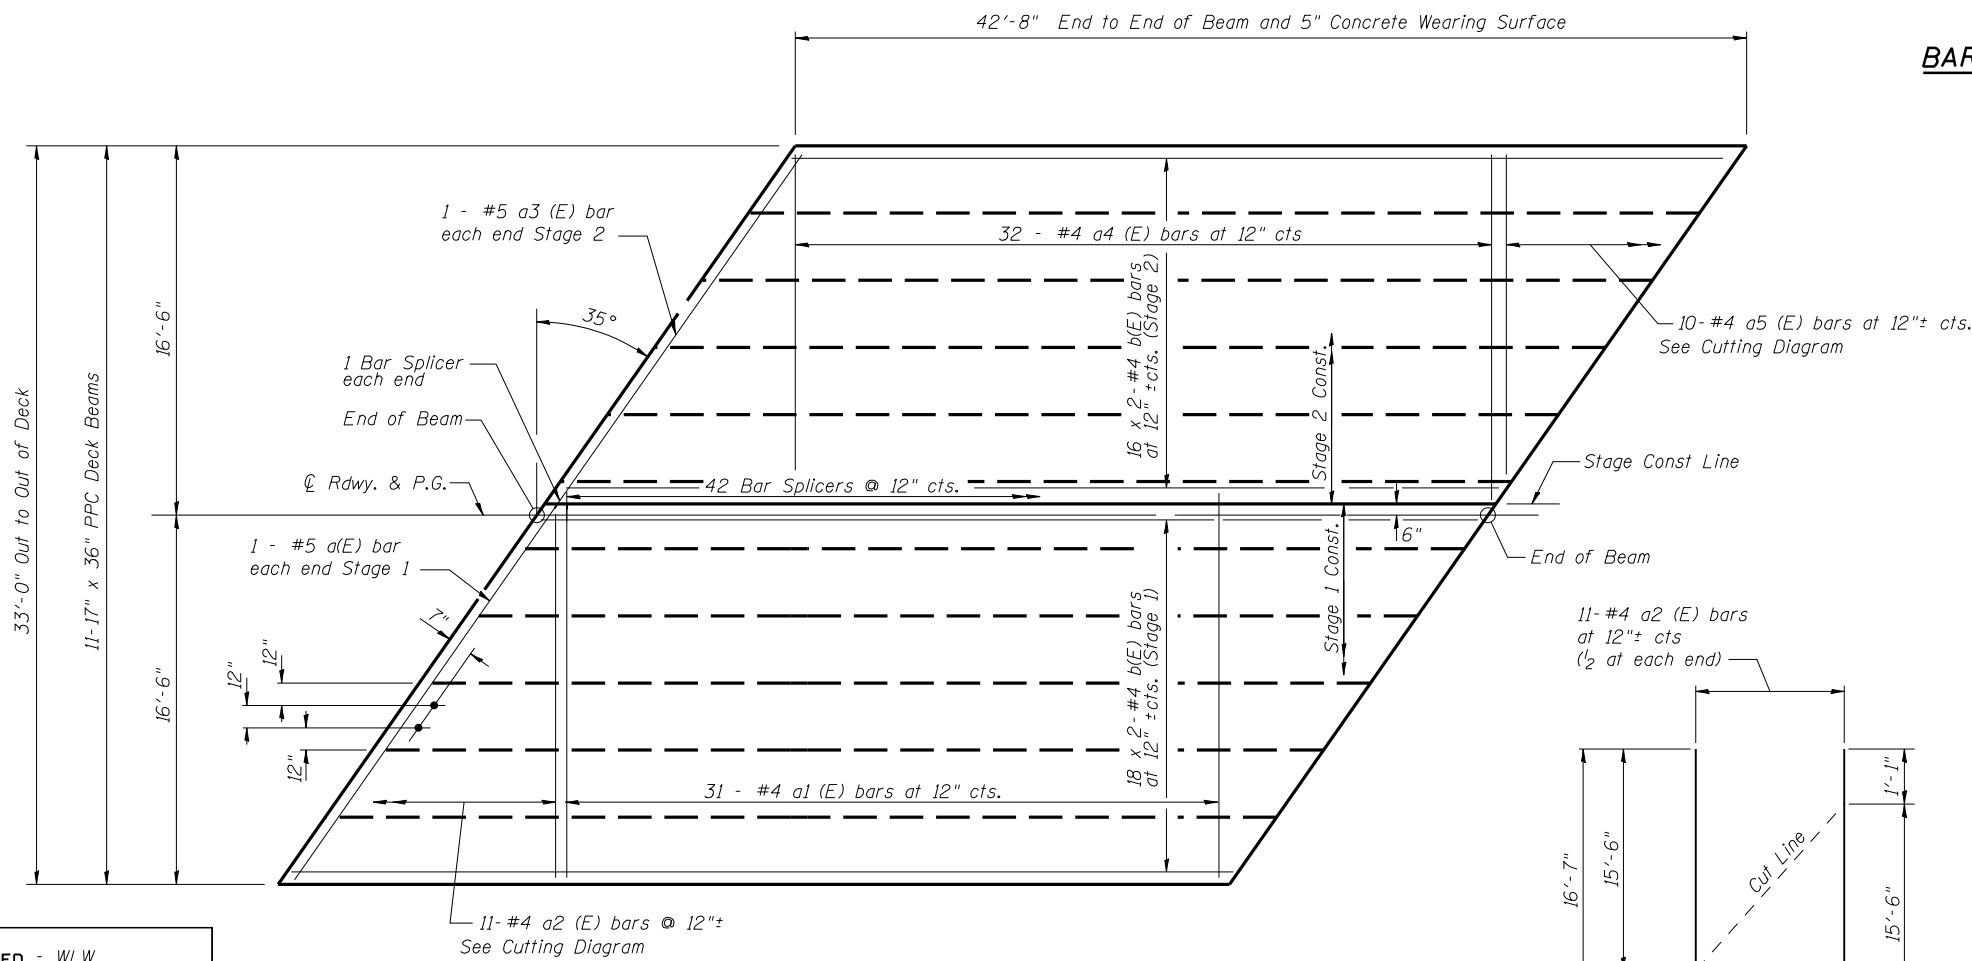 42'-8" End to End of Beam and 5" Concrete Wearing Surface
BAR
1 - #5 a3 (E) bar
each end Stage 2
32 - #4 a4 (E) bars at 12" cts
16 x 2-#4 b(E) bars
at 12" ±cts. (Stage 2)
35°
16'-6"
10-#4 a5 (E) bars at 12"± cts.
See Cutting Diagram
Stage 2 Const.
1 Bar Splicer
each end
End of Beam
33'-0" Out to Out of Deck
11-17" x 36" PPC Deck Beams
℄ Rdwy. & P.G.
42 Bar Splicers @ 12" cts.
Stage Const Line
6"
End of Beam
1 - #5 a(E) bar
each end Stage 1
Stage 1 Const.
18 x 2-#4 b(E) bars
at 12" ±cts. (Stage 1)
7"
12"
12"
12"
16'-6"
31 - #4 a1 (E) bars at 12" cts.
11-#4 a2 (E) bars @ 12"±
See Cutting Diagram
11-#4 a2 (E) bars
at 12"± cts
(1/2 at each end)
1'-1"
16'-7"
15'-6"
Cut Line
15'-6"
- WLW